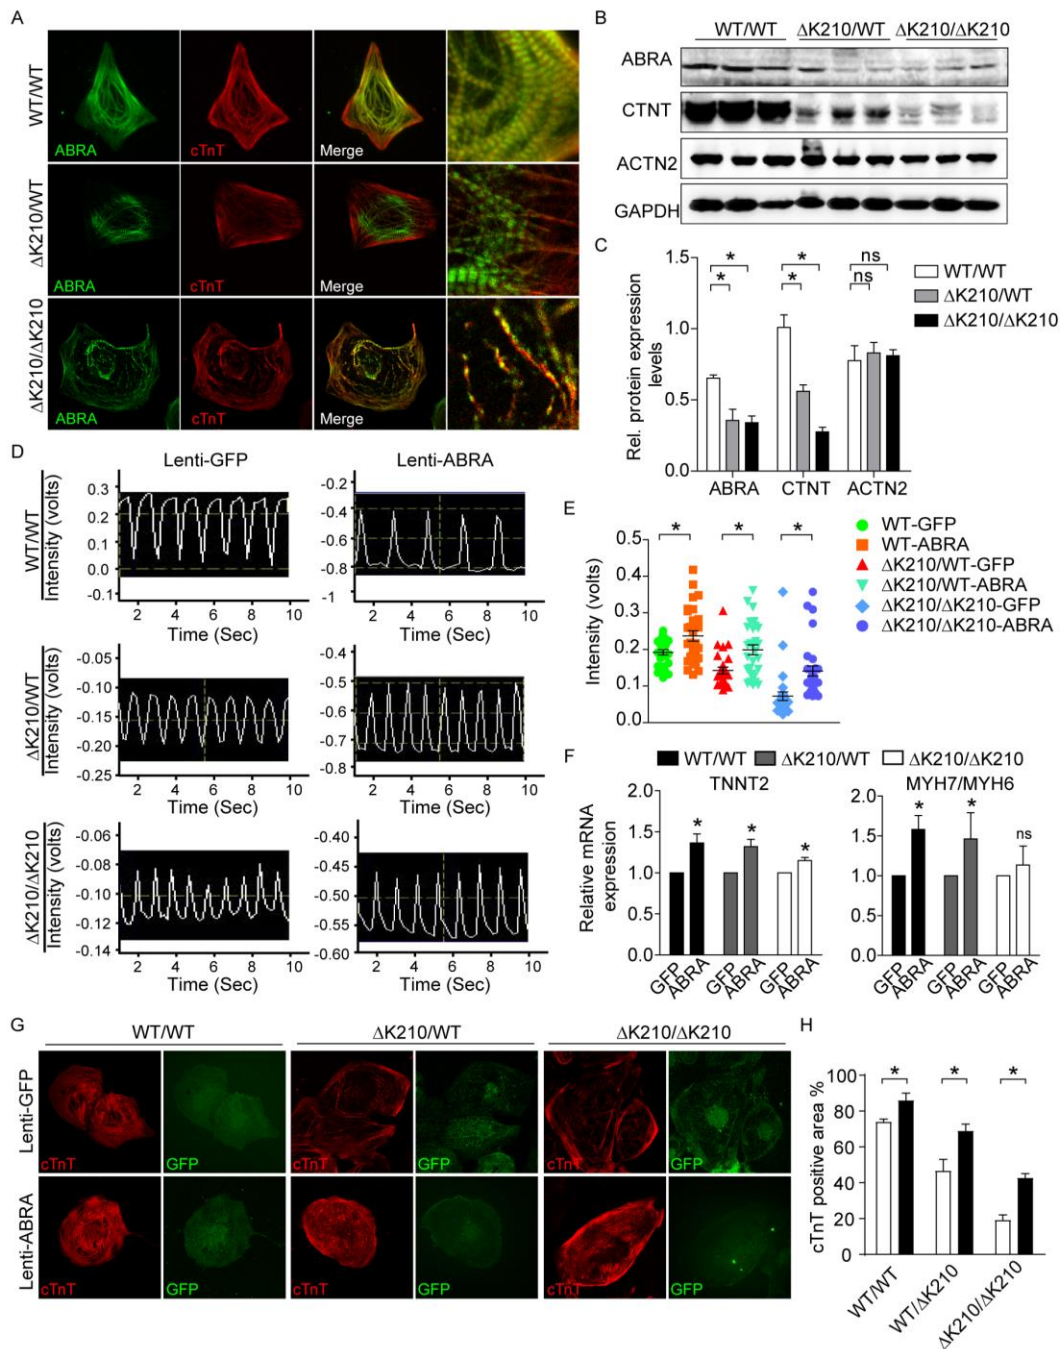 A
WT/WT
ABRA
cTnT
Merge
ΔK210/WT
ABRA
cTnT
Merge
ΔK210/ΔK210
ABRA
cTnT
Merge
B
WT/WT ΔK210/WT ΔK210/ΔK210
ABRA
CTNT
ACTN2
GAPDH
C
Rel. protein expression
levels
1.5
1.0
0.5
0.0
* * * * ns ns
ABRA CTNT ACTN2
WT/WT
ΔK210/WT
ΔK210/ΔK210
D
Lenti-GFP Lenti-ABRA
WT/WT
Intensity (volts)
0.3
0.2
0.1
0.0
-0.1
2 4 6 8 10
Time (Sec)
-0.2
-0.4
-0.6
-0.8
-1
2 4 6 8 10
Time (Sec)
ΔK210/WT
Intensity (volts)
-0.05
-0.10
-0.15
-0.20
-0.25
2 4 6 8 10
Time (Sec)
-0.4
-0.5
-0.6
-0.7
-0.8
2 4 6 8 10
Time (Sec)
ΔK210/ΔK210
Intensity (volts)
-0.06
-0.08
-0.10
-0.12
-0.14
2 4 6 8 10
Time (Sec)
-0.40
-0.45
-0.50
-0.55
-0.60
2 4 6 8 10
Time (Sec)
E
Intensity (volts)
0.5
0.4
0.3
0.2
0.1
0.0
* * *
WT-GFP
WT-ABRA
ΔK210/WT-GFP
ΔK210/WT-ABRA
ΔK210/ΔK210-GFP
ΔK210/ΔK210-ABRA
F
WT/WT ΔK210/WT ΔK210/ΔK210
TNNT2
Relative mRNA
expression
2.0
1.5
1.0
0.5
0.0
* * *
GFP ABRA GFP ABRA GFP ABRA
MYH7/MYH6
2.0
1.5
1.0
0.5
0.0
* * ns
GFP ABRA GFP ABRA GFP ABRA
G
WT/WT ΔK210/WT ΔK210/ΔK210
Lenti-GFP
cTnT GFP cTnT GFP cTnT GFP
Lenti-ABRA
cTnT GFP cTnT GFP cTnT GFP
H
cTnT positive area %
100
80
60
40
20
0
* * *
WT/WT
WT/ΔK210
ΔK210/ΔK210